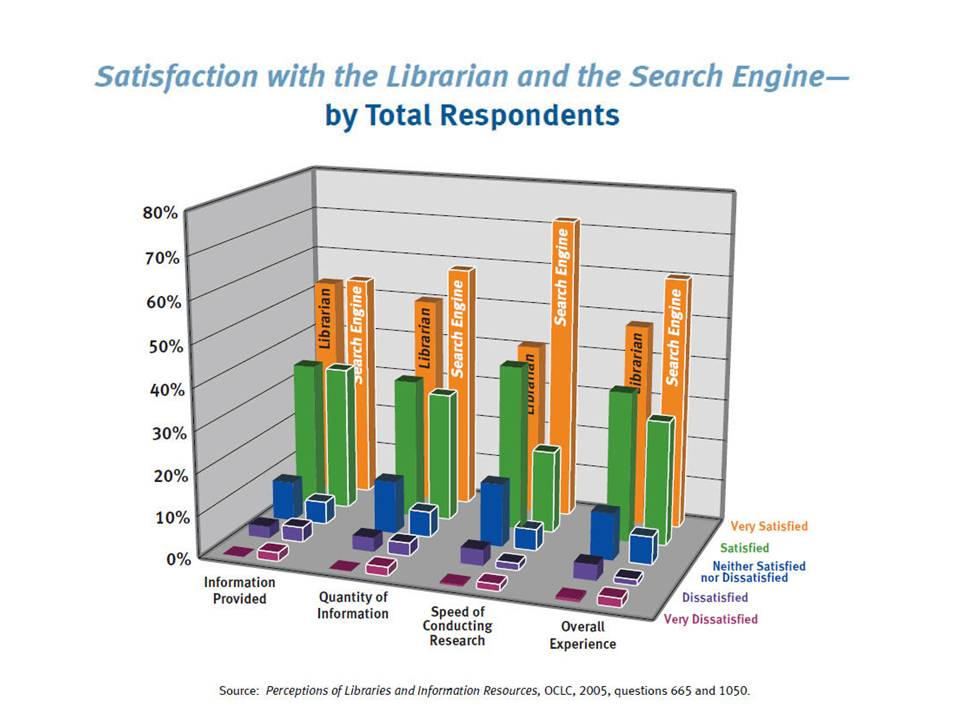 Satisfaction with the Librarian and the Search Engine—
by Total Respondents
80%
70%
60%
50%
40%
30%
20%
10%
0%
Librarian
Search Engine
Librarian
Search Engine
Librarian
Search Engine
Librarian
Search Engine
Very Satisfied
Satisfied
Neither Satisfied
nor Dissatisfied
Dissatisfied
Very Dissatisfied
Information
Provided
Quantity of
Information
Speed of
Conducting
Research
Overall
Experience
Source: Perceptions of Libraries and Information Resources, OCLC, 2005, questions 665 and 1050.